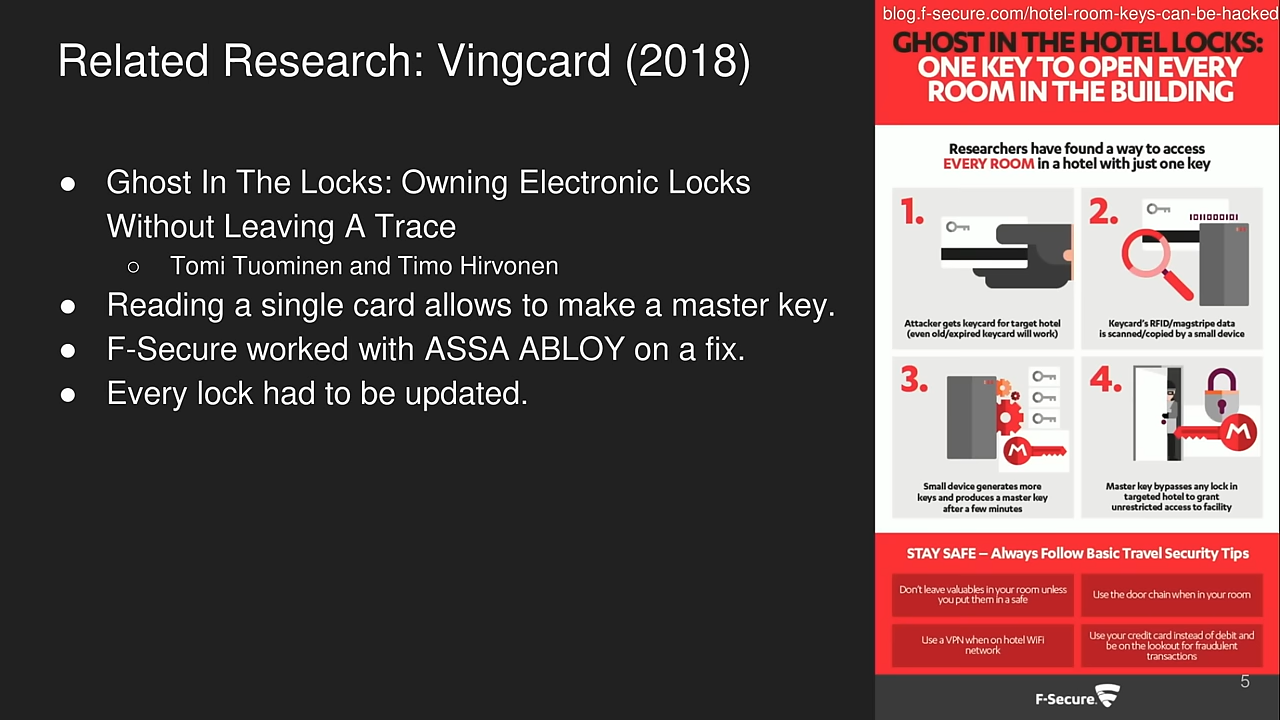 Related Research: Vingcard (2018)
● Ghost In The Locks: Owning Electronic Locks
Without Leaving A Trace
○ Tomi Tuominen and Timo Hirvonen
● Reading a single card allows to make a master key.
● F-Secure worked with ASSA ABLOY on a fix.
● Every lock had to be updated.
blog.f-secure.com/hotel-room-keys-can-be-hacked
GHOST IN THE HOTEL LOCKS:
ONE KEY TO OPEN EVERY
ROOM IN THE BUILDING
Researchers have found a way to access
EVERY ROOM in a hotel with just one key
1.
Attacker gets keycard for target hotel
(even old/expired keycard will work)
2.
Keycard's RFID/magstripe data
is scanned/copied by a small device
3.
M
Small device generates more
keys and produces a master key
after a few minutes
4.
M
Master key bypasses any lock in
targeted hotel to grant
unrestricted access to facility
STAY SAFE – Always Follow Basic Travel Security Tips
Don't leave valuables in your room unless
you put them in a safe
Use the door chain when in your room
Use a VPN when on hotel WiFi
network
Use your credit card instead of debit and
be on the lookout for fraudulent
transactions
F-Secure.
5